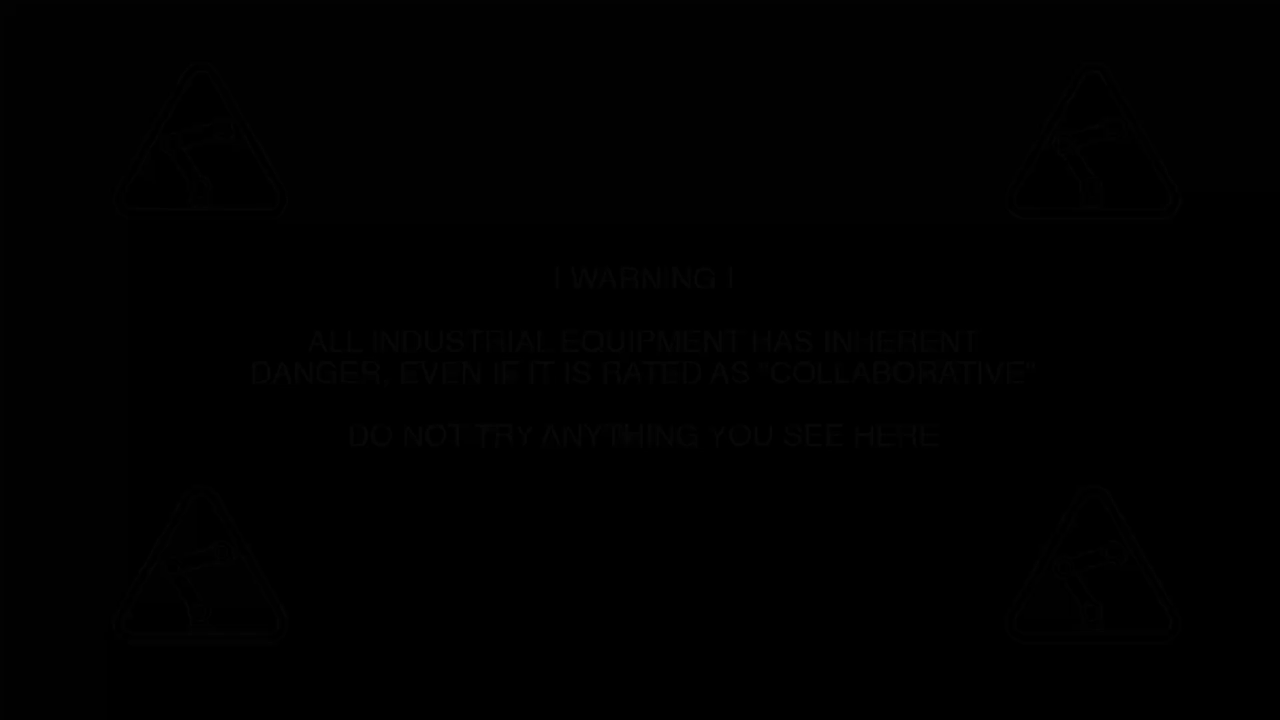 ! WARNING !
ALL INDUSTRIAL EQUIPMENT HAS INHERENT
DANGER, EVEN IF IT IS RATED AS "COLLABORATIVE"
DO NOT TRY ANYTHING YOU SEE HERE